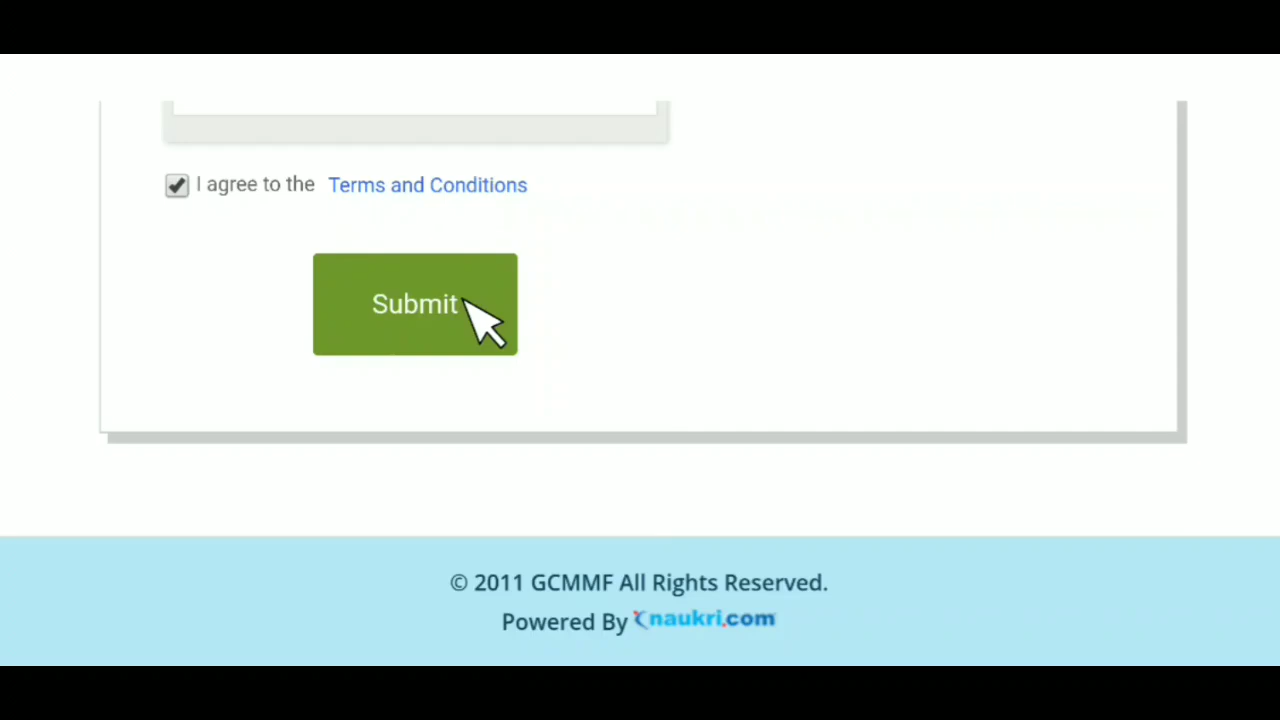 I agree to the Terms and Conditions
Submit
© 2011 GCMMF All Rights Reserved.
Powered By naukri.com